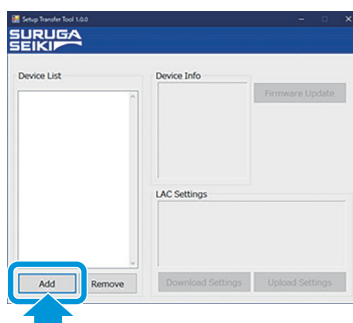 Setup Transfer Tool 1.0.0
SURUGA
SEIKI
Device List
Device Info
Firmware Update
LAC Settings
Add
Remove
Download Settings
Upload Settings